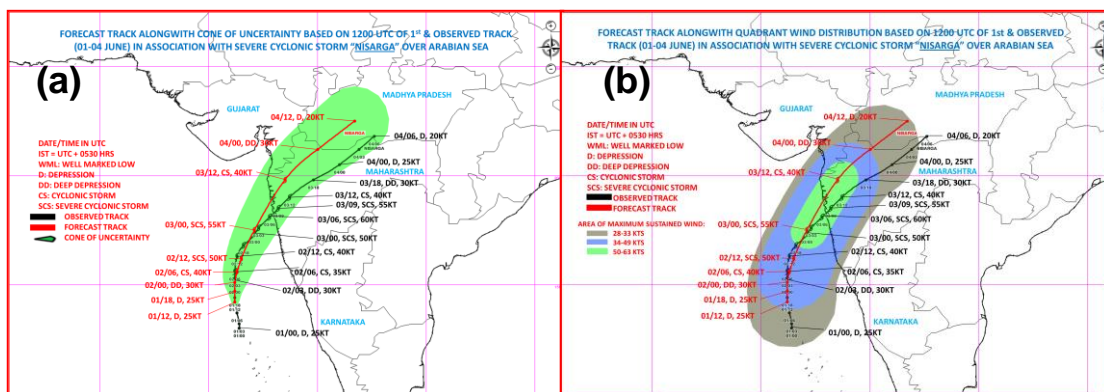 FORECAST TRACK ALONGWITH CONE OF UNCERTAINTY BASED ON 1200 UTC OF 1st & OBSERVED TRACK
(01-04 JUNE) IN ASSOCIATION WITH SEVERE CYCLONIC STORM "NISARGA" OVER ARABIAN SEA
(a)
MADHYA PRADESH
GUJARAT
04/12, D, 20KT
NISARGA
04/06, D, 20KT
NISARGA
DATE/TIME IN UTC
IST = UTC + 0530 HRS
WML: WELL MARKED LOW
D: DEPRESSION
DD: DEEP DEPRESSION
CS: CYCLONIC STORM
SCS: SEVERE CYCLONIC STORM
OBSERVED TRACK
FORECAST TRACK
CONE OF UNCERTAINTY
04/00, DD, 30KT
04/00, D, 25KT
MAHARASHTRA
03/12, CS, 40KT
03/18, DD, 30KT
03/12, CS, 40KT
03/09, SCS, 55KT
03/06, SCS, 60KT
03/00, SCS, 55KT
03/00, SCS, 50KT
02/12, SCS, 50KT
02/12, CS, 40KT
02/06, CS, 40KT
02/06, CS, 35KT
02/00, DD, 30KT
02/03, DD, 30KT
01/18, D, 25KT
01/12, D, 25KT
KARNATAKA
01/00, D, 25KT
FORECAST TRACK ALONGWITH QUADRANT WIND DISTRIBUTION BASED ON 1200 UTC OF 1st & OBSERVED
TRACK (01-04 JUNE) IN ASSOCIATION WITH SEVERE CYCLONIC STORM "NISARGA" OVER ARABIAN SEA
(b)
MADHYA PRADESH
GUJARAT
04/12, D, 20KT
NISARGA
04/06, D, 20KT
NISARGA
DATE/TIME IN UTC
IST = UTC + 0530 HRS
WML: WELL MARKED LOW
D: DEPRESSION
DD: DEEP DEPRESSION
CS: CYCLONIC STORM
SCS: SEVERE CYCLONIC STORM
OBSERVED TRACK
FORECAST TRACK
AREA OF MAXIMUM SUSTAINED WIND:
28-33 KTS
34-49 KTS
50-63 KTS
04/00, DD, 30KT
04/00, D, 25KT
MAHARASHTRA
03/12, CS, 40KT
03/18, DD, 30KT
03/12, CS, 40KT
03/09, SCS, 55KT
03/06, SCS, 60KT
03/00, SCS, 55KT
03/00, SCS, 50KT
02/12, SCS, 50KT
02/12, CS, 40KT
02/06, CS, 40KT
02/06, CS, 35KT
02/00, DD, 30KT
02/03, DD, 30KT
01/18, D, 25KT
01/12, D, 25KT
KARNATAKA
01/00, D, 25KT